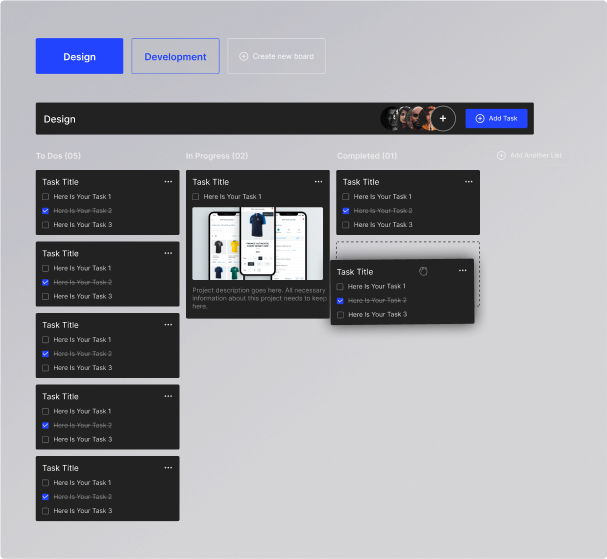 Design
Development
Create new board
Design
+
Add Task
To Dos (05)
In Progress (02)
Completed (01)
Add Another List
Task Title
Here Is Your Task 1
Here Is Your Task 2
Here Is Your Task 3
Task Title
Here Is Your Task 1
Here Is Your Task 2
Here Is Your Task 3
Task Title
Here Is Your Task 1
Here Is Your Task 2
Here Is Your Task 3
Task Title
Here Is Your Task 1
Here Is Your Task 2
Here Is Your Task 3
Task Title
Here Is Your Task 1
Here Is Your Task 2
Here Is Your Task 3
Task Title
Here Is Your Task 1
Project description goes here. All necessary
information about this project needs to keep
here.
Task Title
Here Is Your Task 1
Here Is Your Task 2
Here Is Your Task 3
Task Title
Here Is Your Task 1
Here Is Your Task 2
Here Is Your Task 3